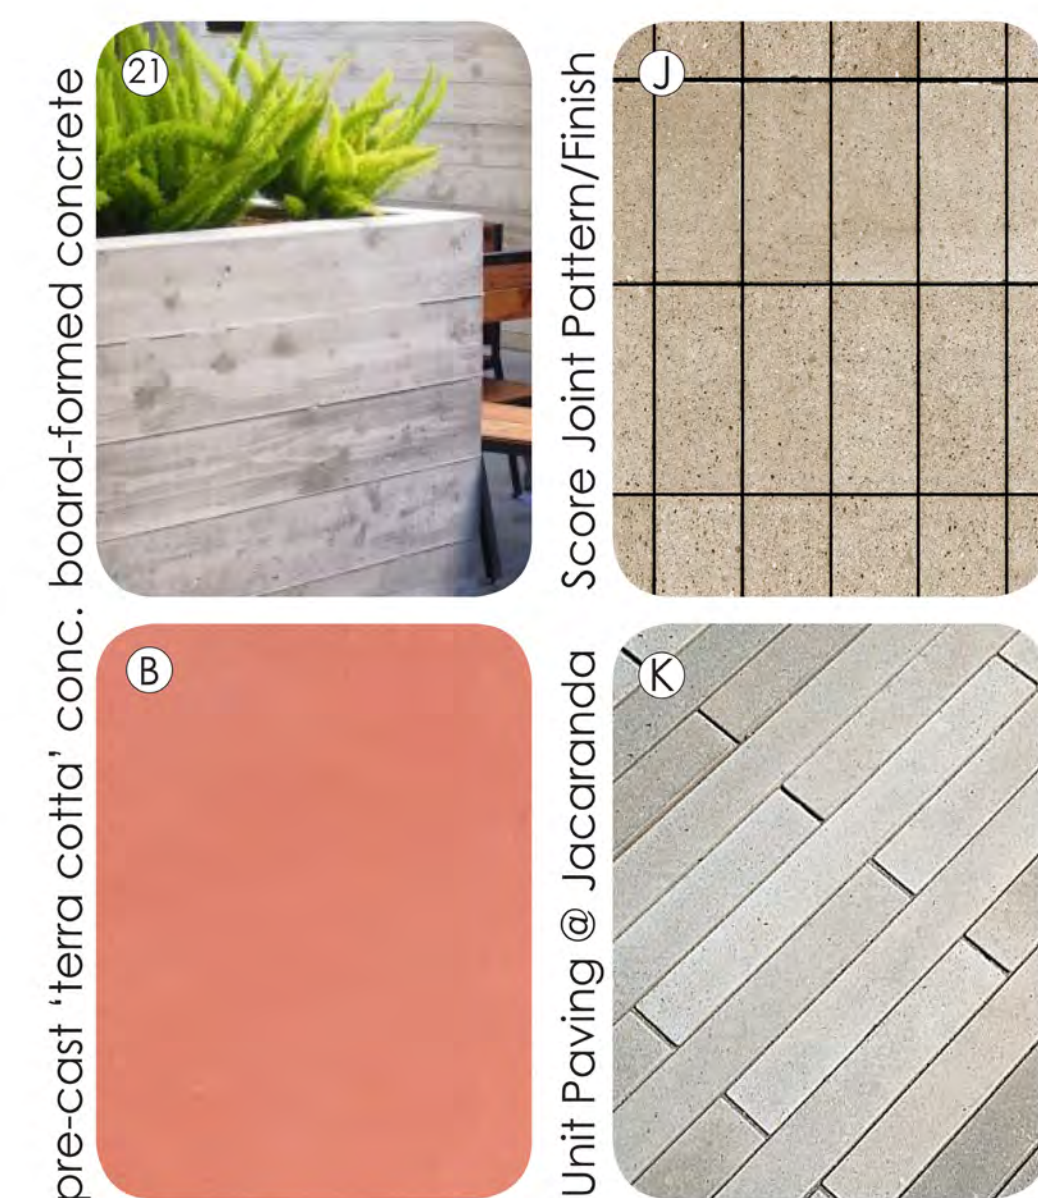 board-formed concrete
21
Score Joint Pattern/Finish
J
pre-cast ‘terra cotta’ conc.
B
Unit Paving @ Jacaranda
K